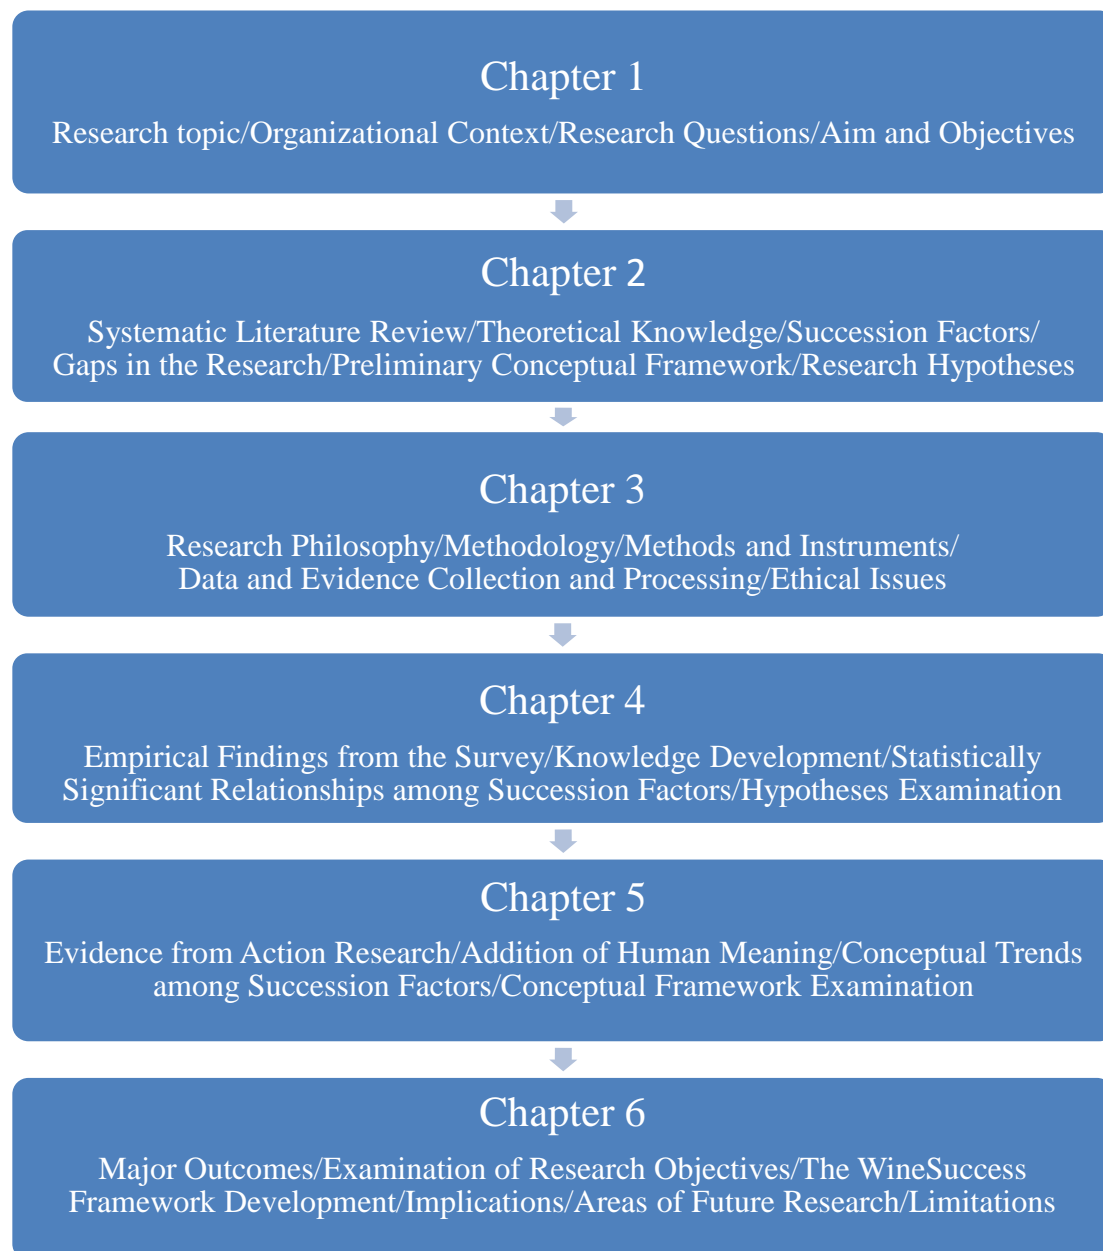 Chapter 1
Research topic/Organizational Context/Research Questions/Aim and Objectives
Chapter 2
Systematic Literature Review/Theoretical Knowledge/Succession Factors/
Gaps in the Research/Preliminary Conceptual Framework/Research Hypotheses
Chapter 3
Research Philosophy/Methodology/Methods and Instruments/
Data and Evidence Collection and Processing/Ethical Issues
Chapter 4
Empirical Findings from the Survey/Knowledge Development/Statistically
Significant Relationships among Succession Factors/Hypotheses Examination
Chapter 5
Evidence from Action Research/Addition of Human Meaning/Conceptual Trends
among Succession Factors/Conceptual Framework Examination
Chapter 6
Major Outcomes/Examination of Research Objectives/The WineSuccess
Framework Development/Implications/Areas of Future Research/Limitations